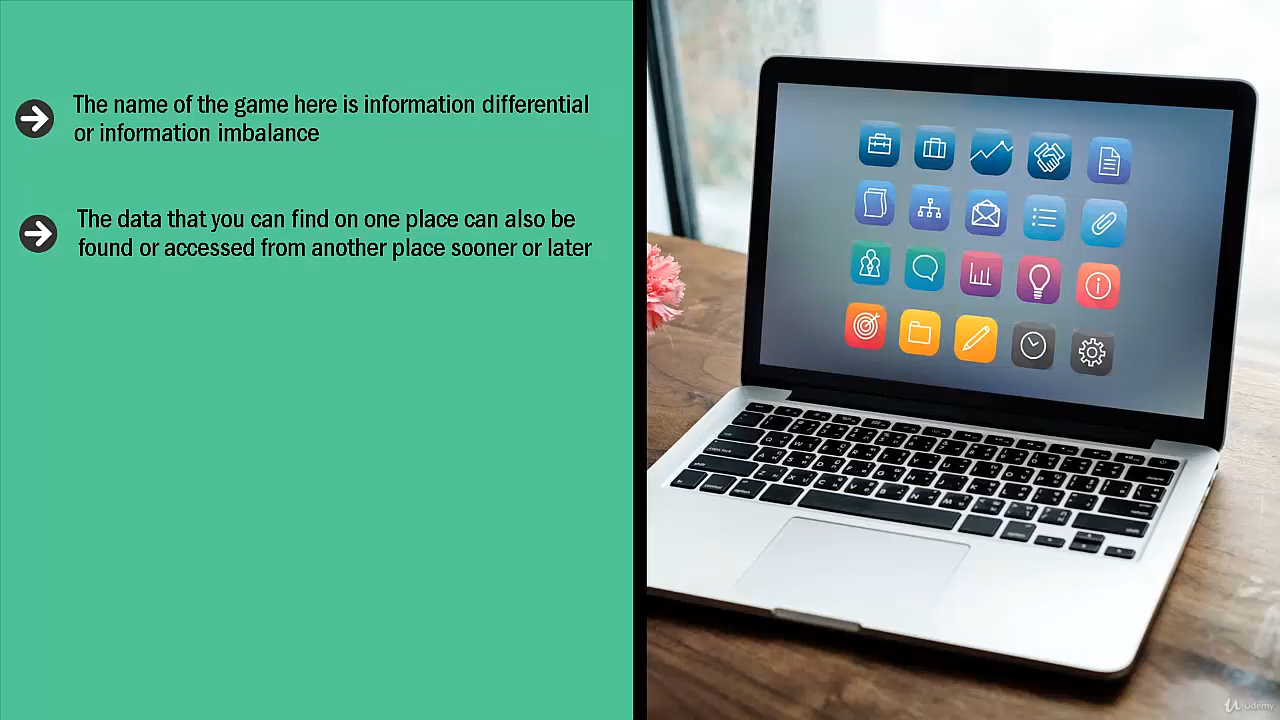 The name of the game here is information differential
or information imbalance
The data that you can find on one place can also be
found or accessed from another place sooner or later
Udemy